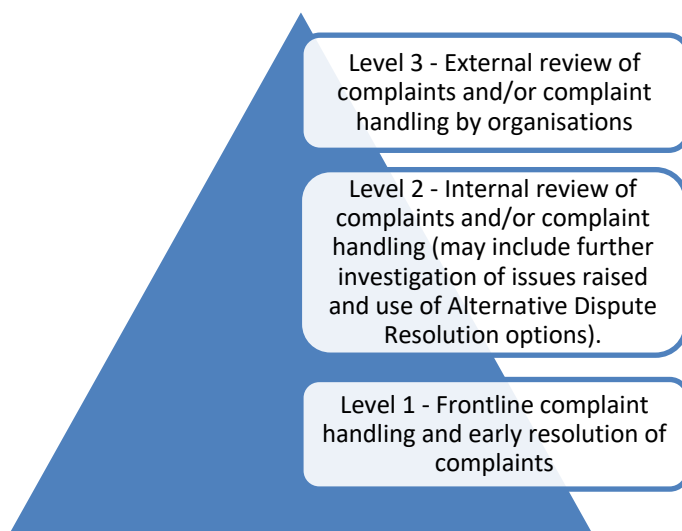 Level 3 - External review of
complaints and/or complaint
handling by organisations
Level 2 - Internal review of
complaints and/or complaint
handling (may include further
investigation of issues raised
and use of Alternative Dispute
Resolution options).
Level 1 - Frontline complaint
handling and early resolution of
complaints